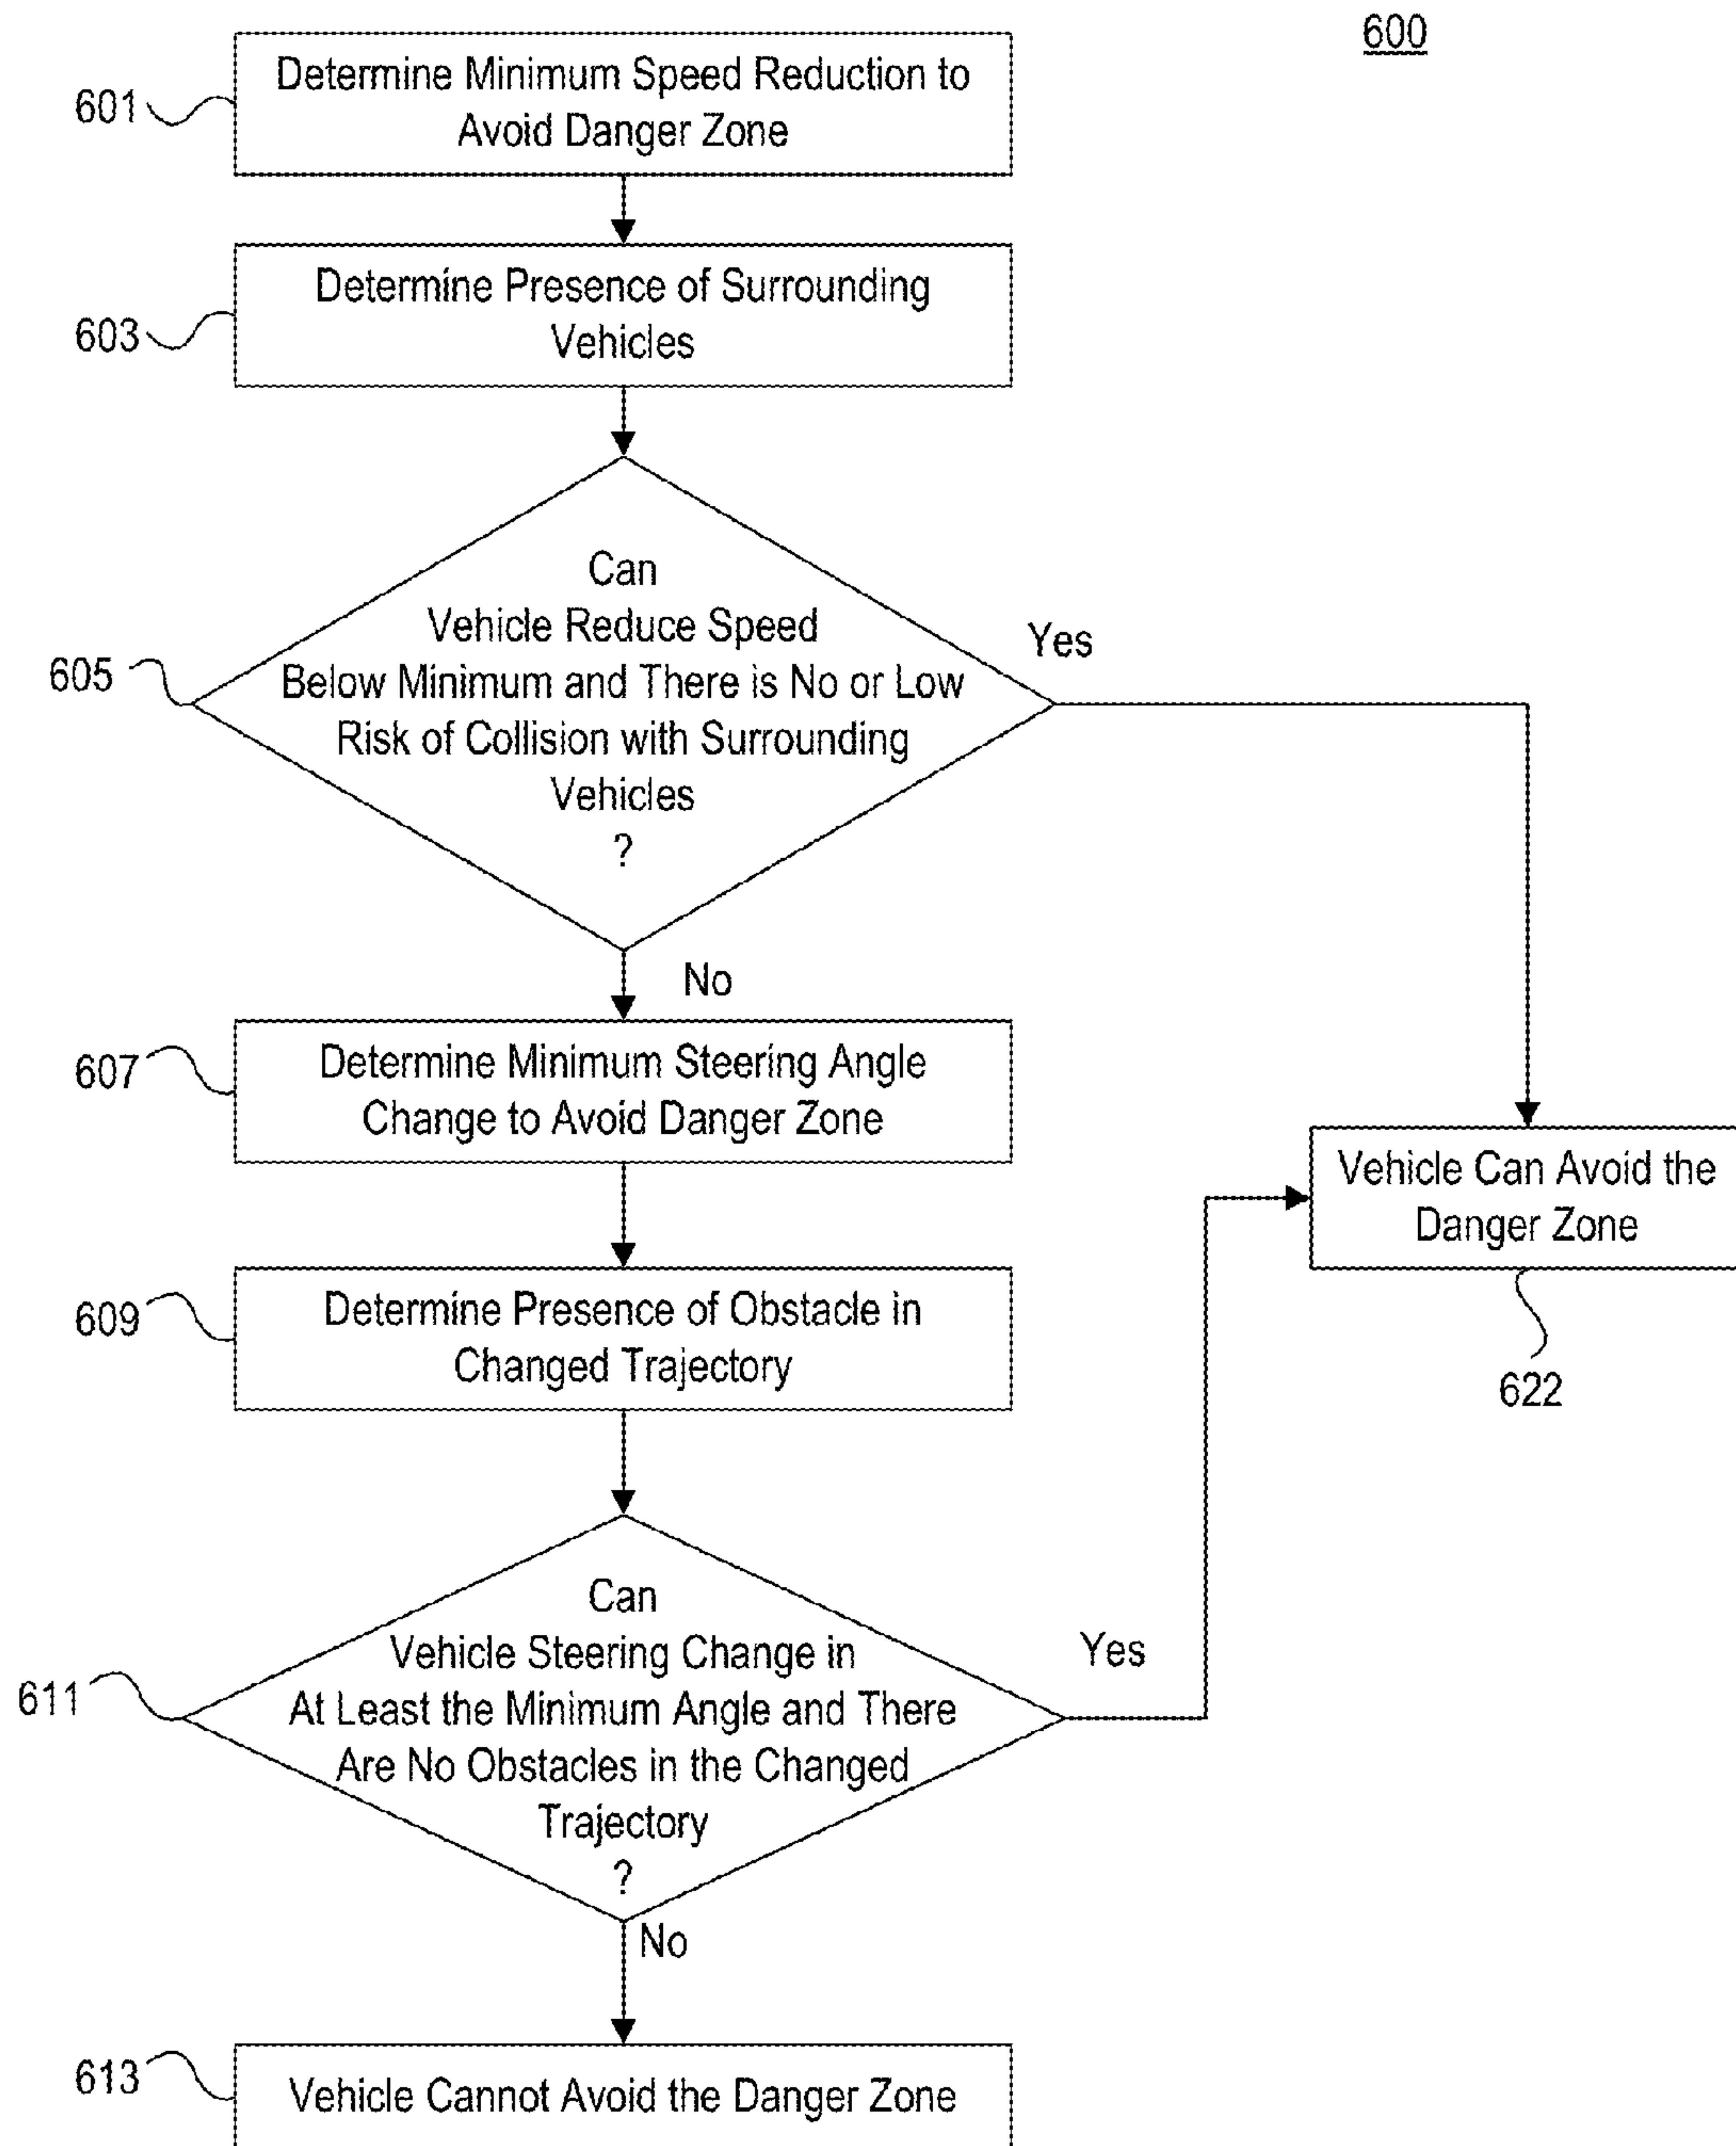 600
601
Determine Minimum Speed Reduction to
Avoid Danger Zone
603
Determine Presence of Surrounding
Vehicles
605
Can
Vehicle Reduce Speed
Below Minimum and There is No or Low
Risk of Collision with Surrounding
Vehicles
?
Yes
No
607
Determine Minimum Steering Angle
Change to Avoid Danger Zone
Vehicle Can Avoid the
Danger Zone
622
609
Determine Presence of Obstacle in
Changed Trajectory
611
Can
Vehicle Steering Change in
At Least the Minimum Angle and There
Are No Obstacles in the Changed
Trajectory
?
Yes
No
613
Vehicle Cannot Avoid the Danger Zone